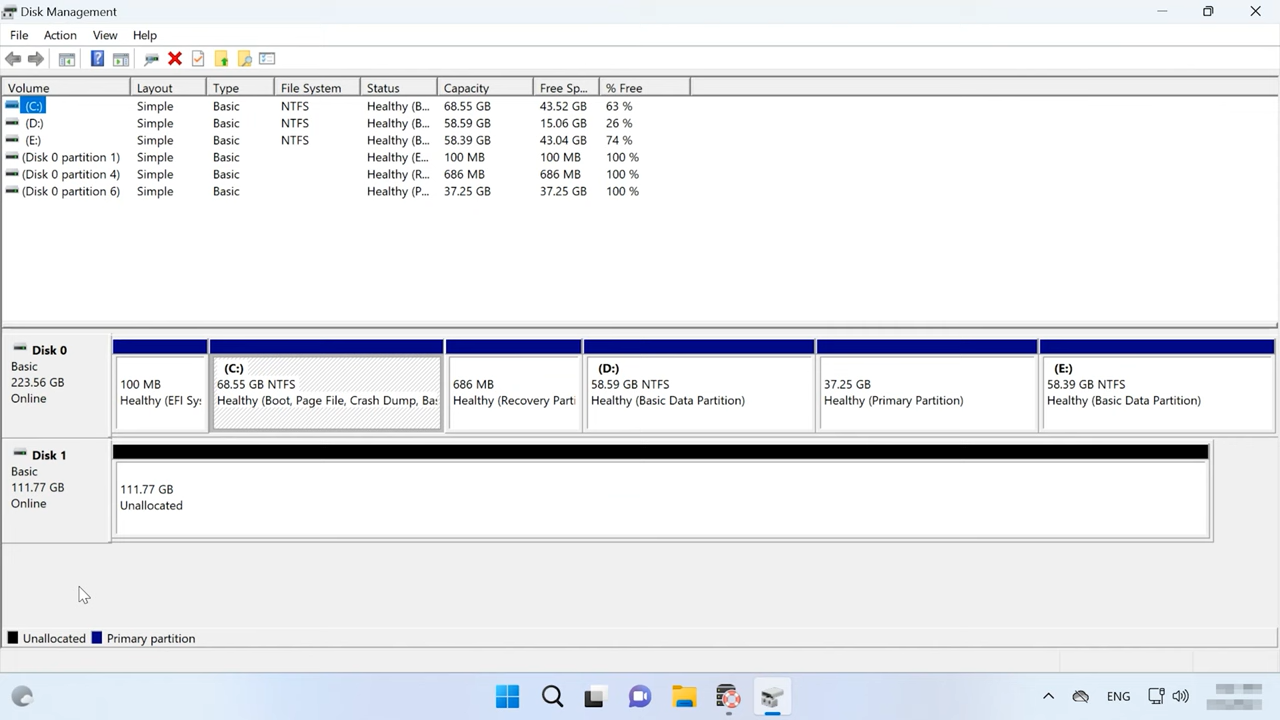 Disk Management
File Action View Help
Volume Layout Type File System Status Capacity Free Sp... % Free
(C:) Simple Basic NTFS Healthy (B... 68.55 GB 43.52 GB 63 %
(D:) Simple Basic NTFS Healthy (B... 58.59 GB 15.06 GB 26 %
(E:) Simple Basic NTFS Healthy (B... 58.39 GB 43.04 GB 74 %
(Disk 0 partition 1) Simple Basic Healthy (E... 100 MB 100 MB 100 %
(Disk 0 partition 4) Simple Basic Healthy (R... 686 MB 686 MB 100 %
(Disk 0 partition 6) Simple Basic Healthy (P... 37.25 GB 37.25 GB 100 %
Disk 0
Basic
223.56 GB
Online
100 MB
Healthy (EFI Sy:
(C:)
68.55 GB NTFS
Healthy (Boot, Page File, Crash Dump, Ba:
686 MB
Healthy (Recovery Parti
(D:)
58.59 GB NTFS
Healthy (Basic Data Partition)
37.25 GB
Healthy (Primary Partition)
(E:)
58.39 GB NTFS
Healthy (Basic Data Partition)
Disk 1
Basic
111.77 GB
Online
111.77 GB
Unallocated
Unallocated Primary partition
ENG